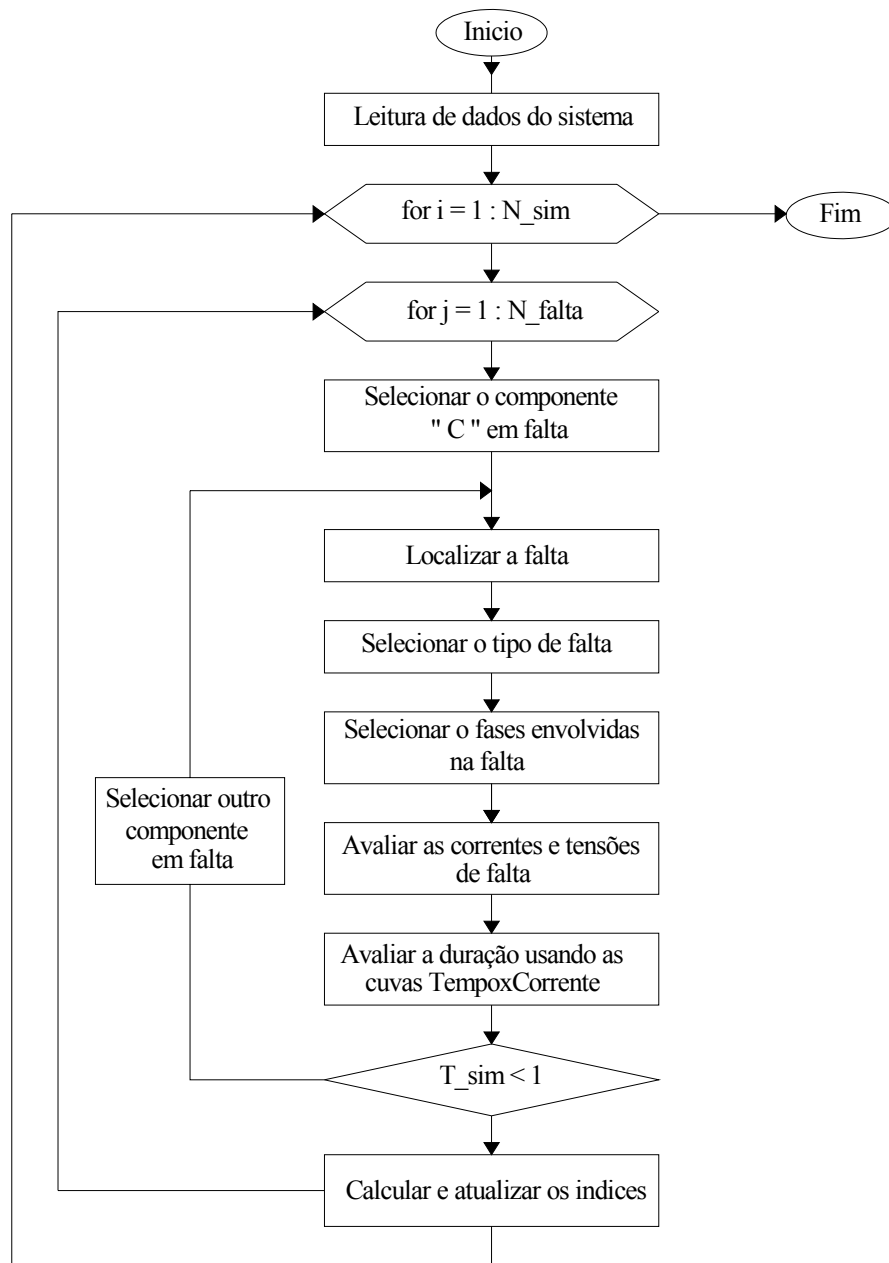 Inicio
Leitura de dados do sistema
for i = 1 : N_sim
Fim
for j = 1 : N_falta
Selecionar o componente
" C " em falta
Localizar a falta
Selecionar o tipo de falta
Selecionar o fases envolvidas
na falta
Selecionar outro
componente
em falta
Avaliar as correntes e tensões
de falta
Avaliar a duração usando as
cuvas TempoxCorrente
T_sim < 1
Calcular e atualizar os indices